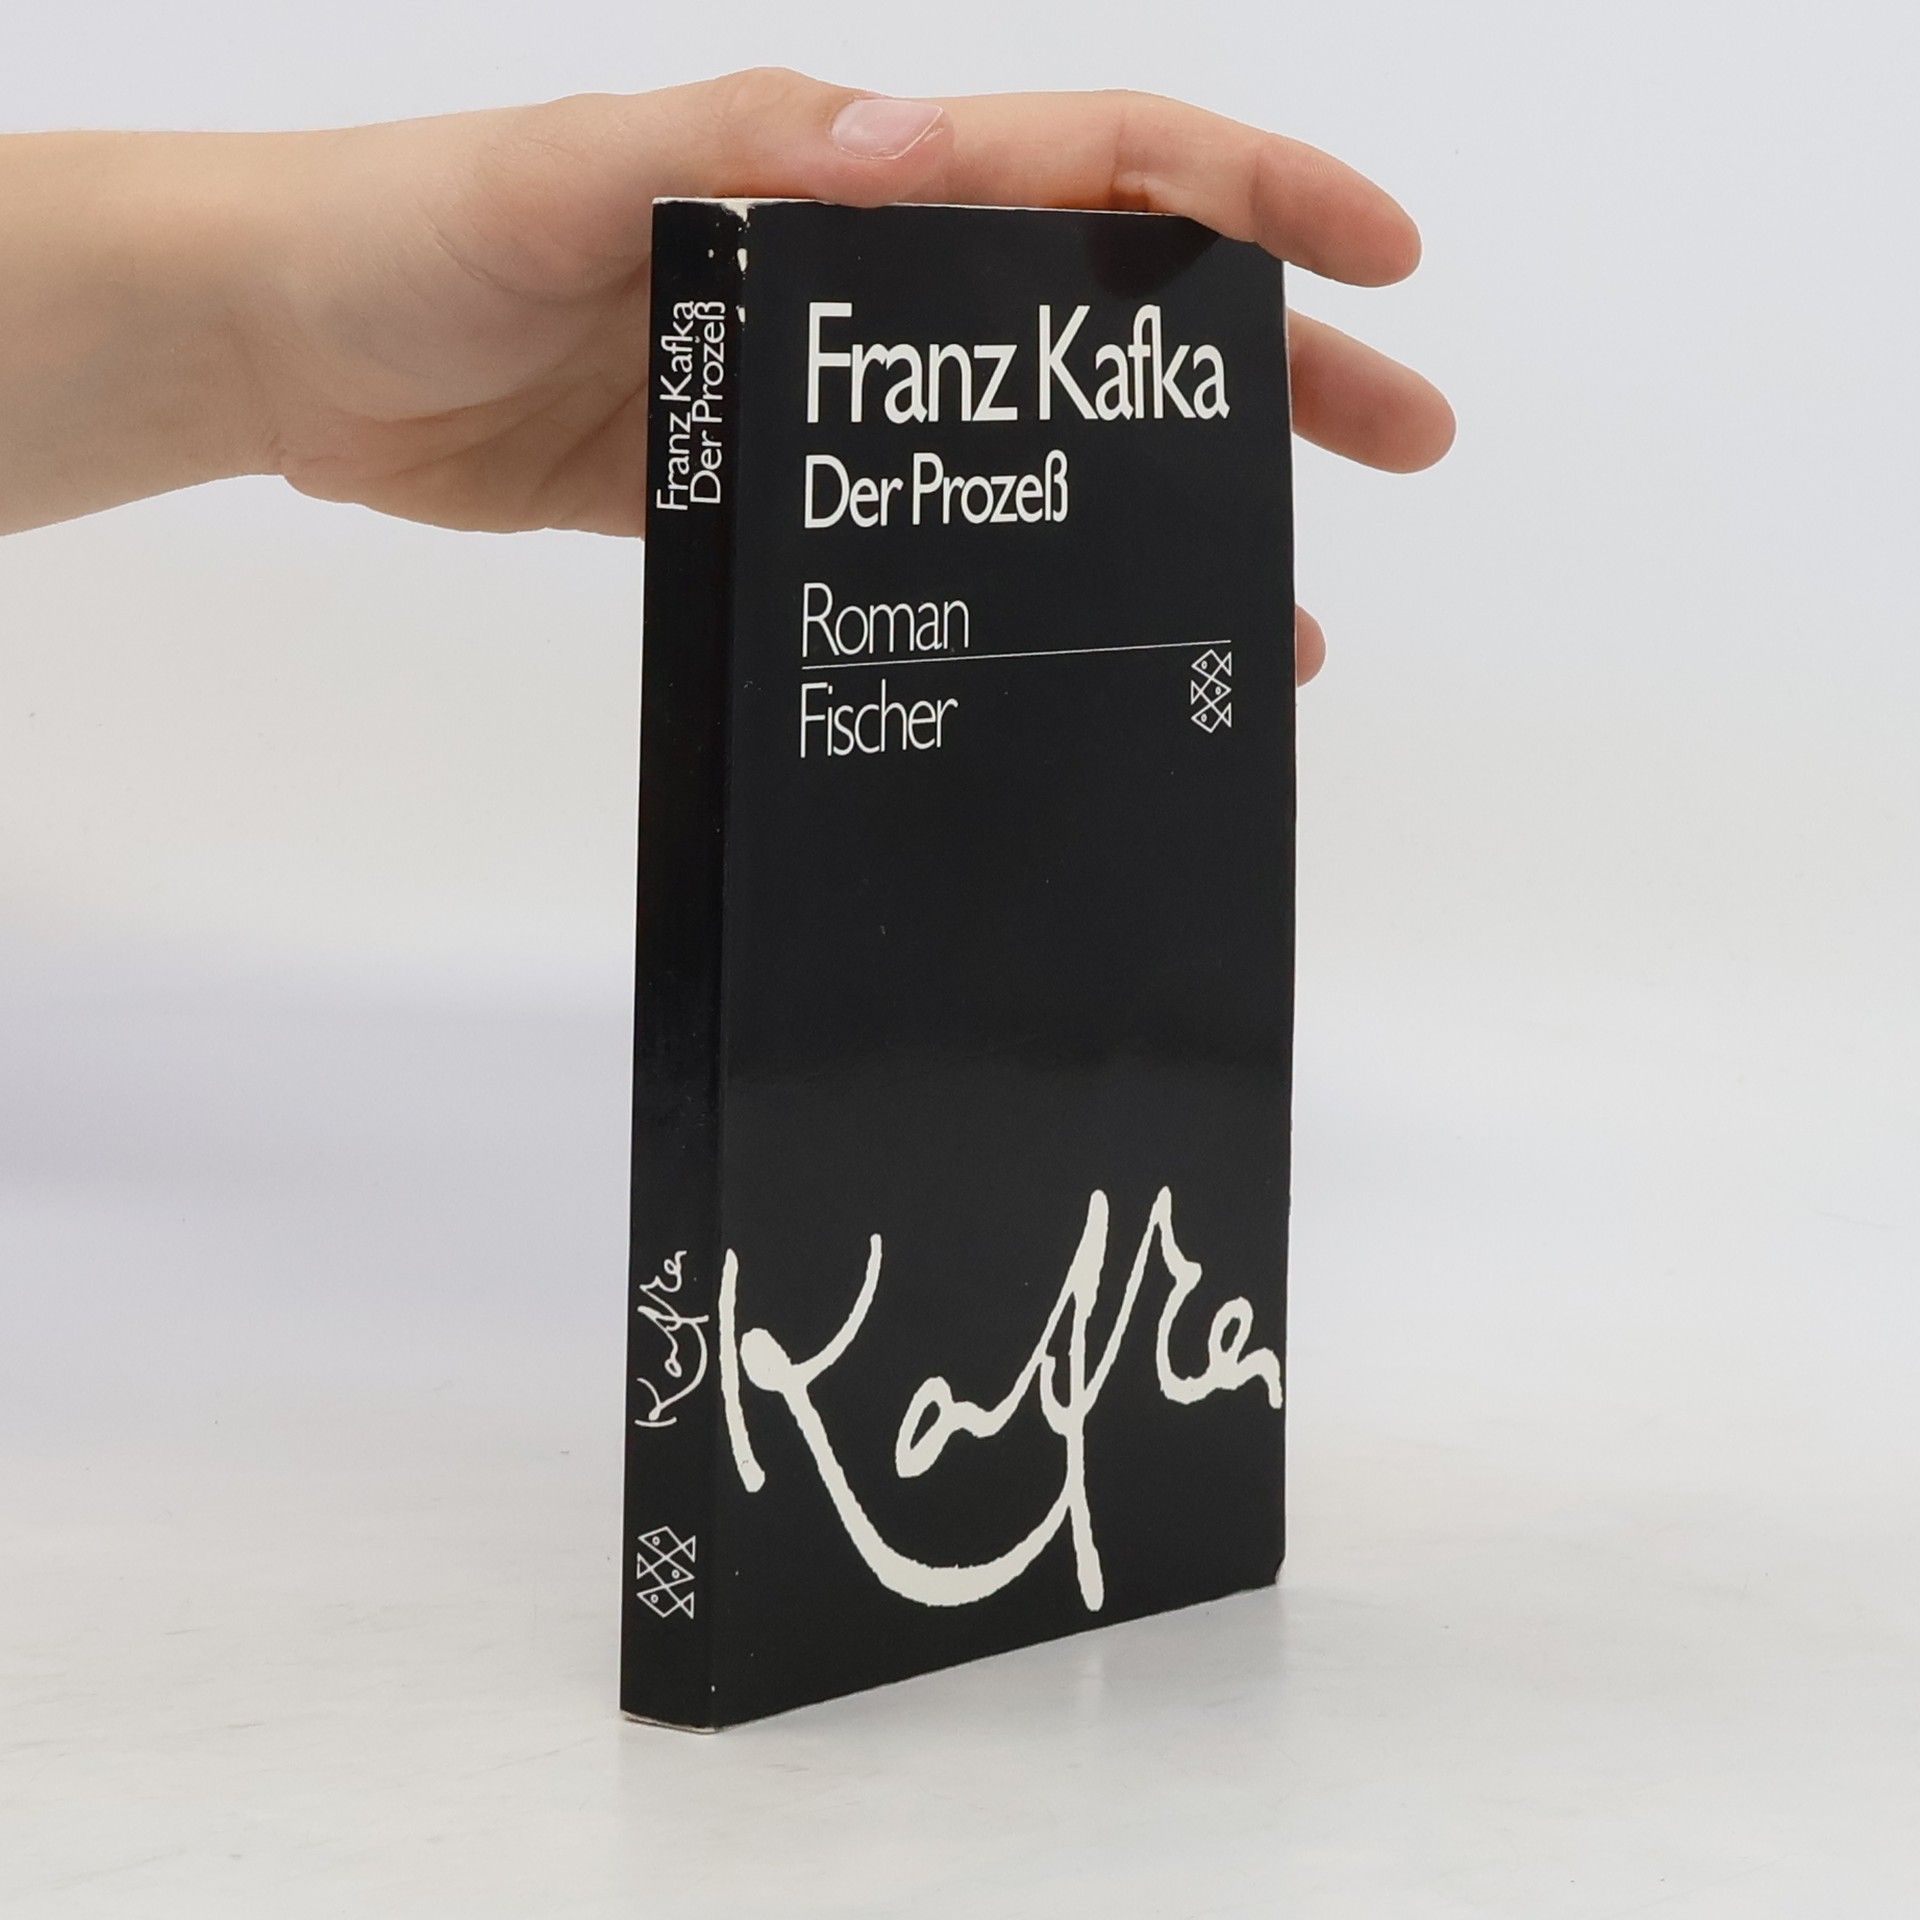 Franz Kafka
Der Prozeß
Kafka
Franz Kafka
Der Prozeß
Roman
Fischer
Kafka